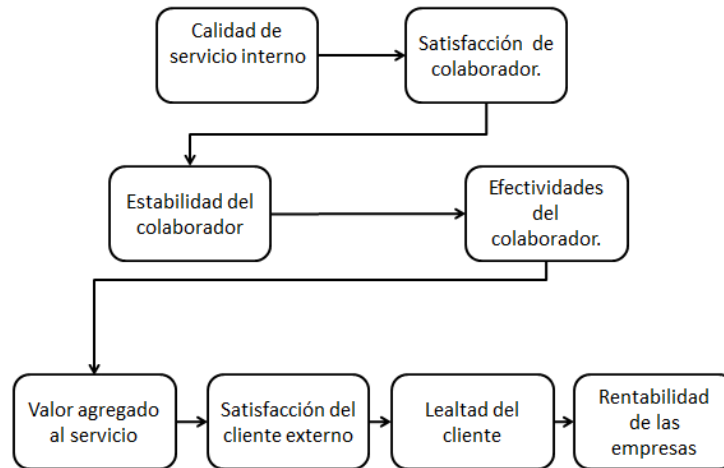 Calidad de
servicio interno
Satisfacción de
colaborador.
Estabilidad del
colaborador
Efectividades
del
colaborador.
Valor agregado
al servicio
Satisfacción del
cliente externo
Lealtad del
cliente
Rentabilidad
de las
empresas